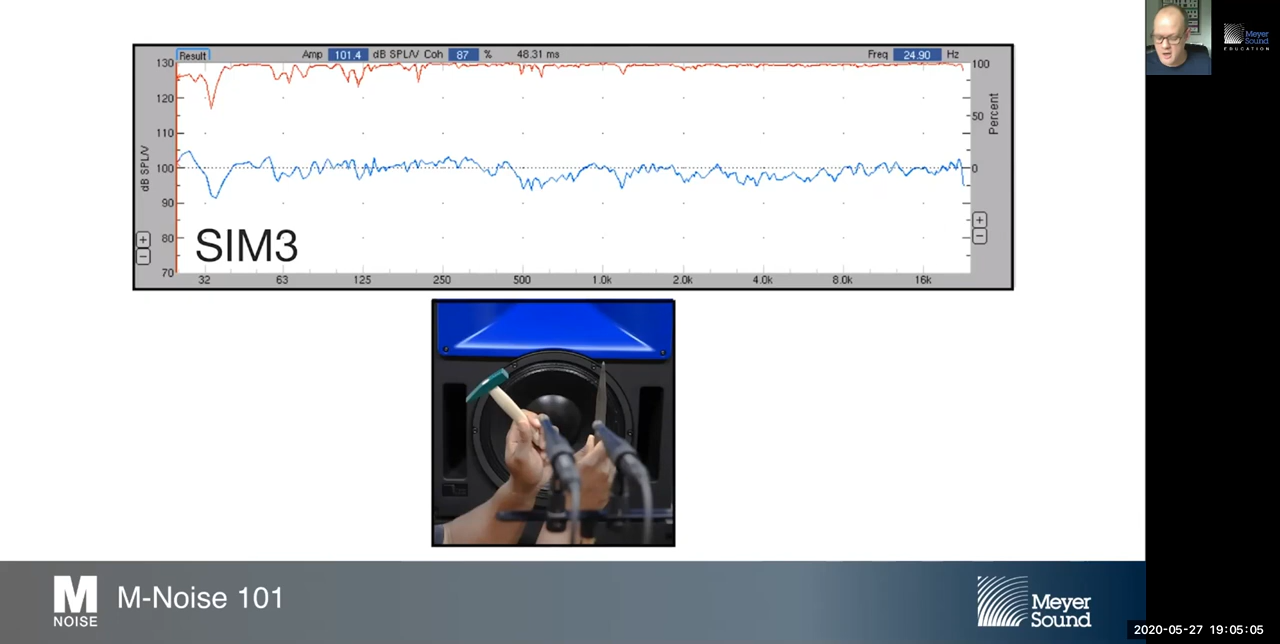 Result Amp 101.4 dB SPL/V Coh 87 % 48.31 ms Freq 24.90 Hz
130
120
110
100
90
80
70
dB SPL/V
100
50
0
Percent
+
−
+
−
SIM3
32 63 125 250 500 1.0k 2.0k 4.0k 8.0k 16k
M
NOISE
M-Noise 101
Meyer
Sound
Meyer
Sound
EDUCATION
2020-05-27 19:05:05